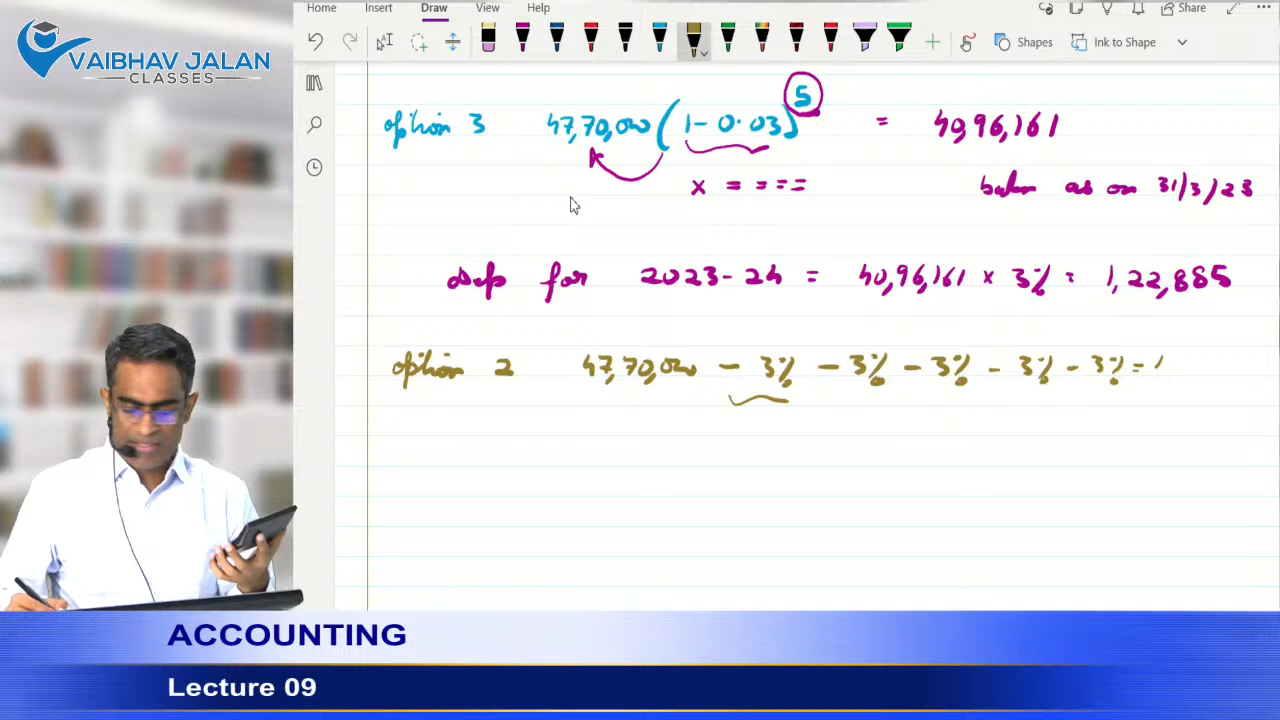 Home Insert Draw View Help
Share
VAIBHAV JALAN
CLASSES
Shapes
Ink to Shape
option 3 47,70,000 (1 - 0.03)^5 = 40,96,161
x = = = =
balan as on 31/3/23
Dep for 2023-24 = 40,96,161 x 3% = 1,22,885
option 2 47,70,000 - 3% - 3% - 3% - 3% - 3% =
ACCOUNTING
Lecture 09